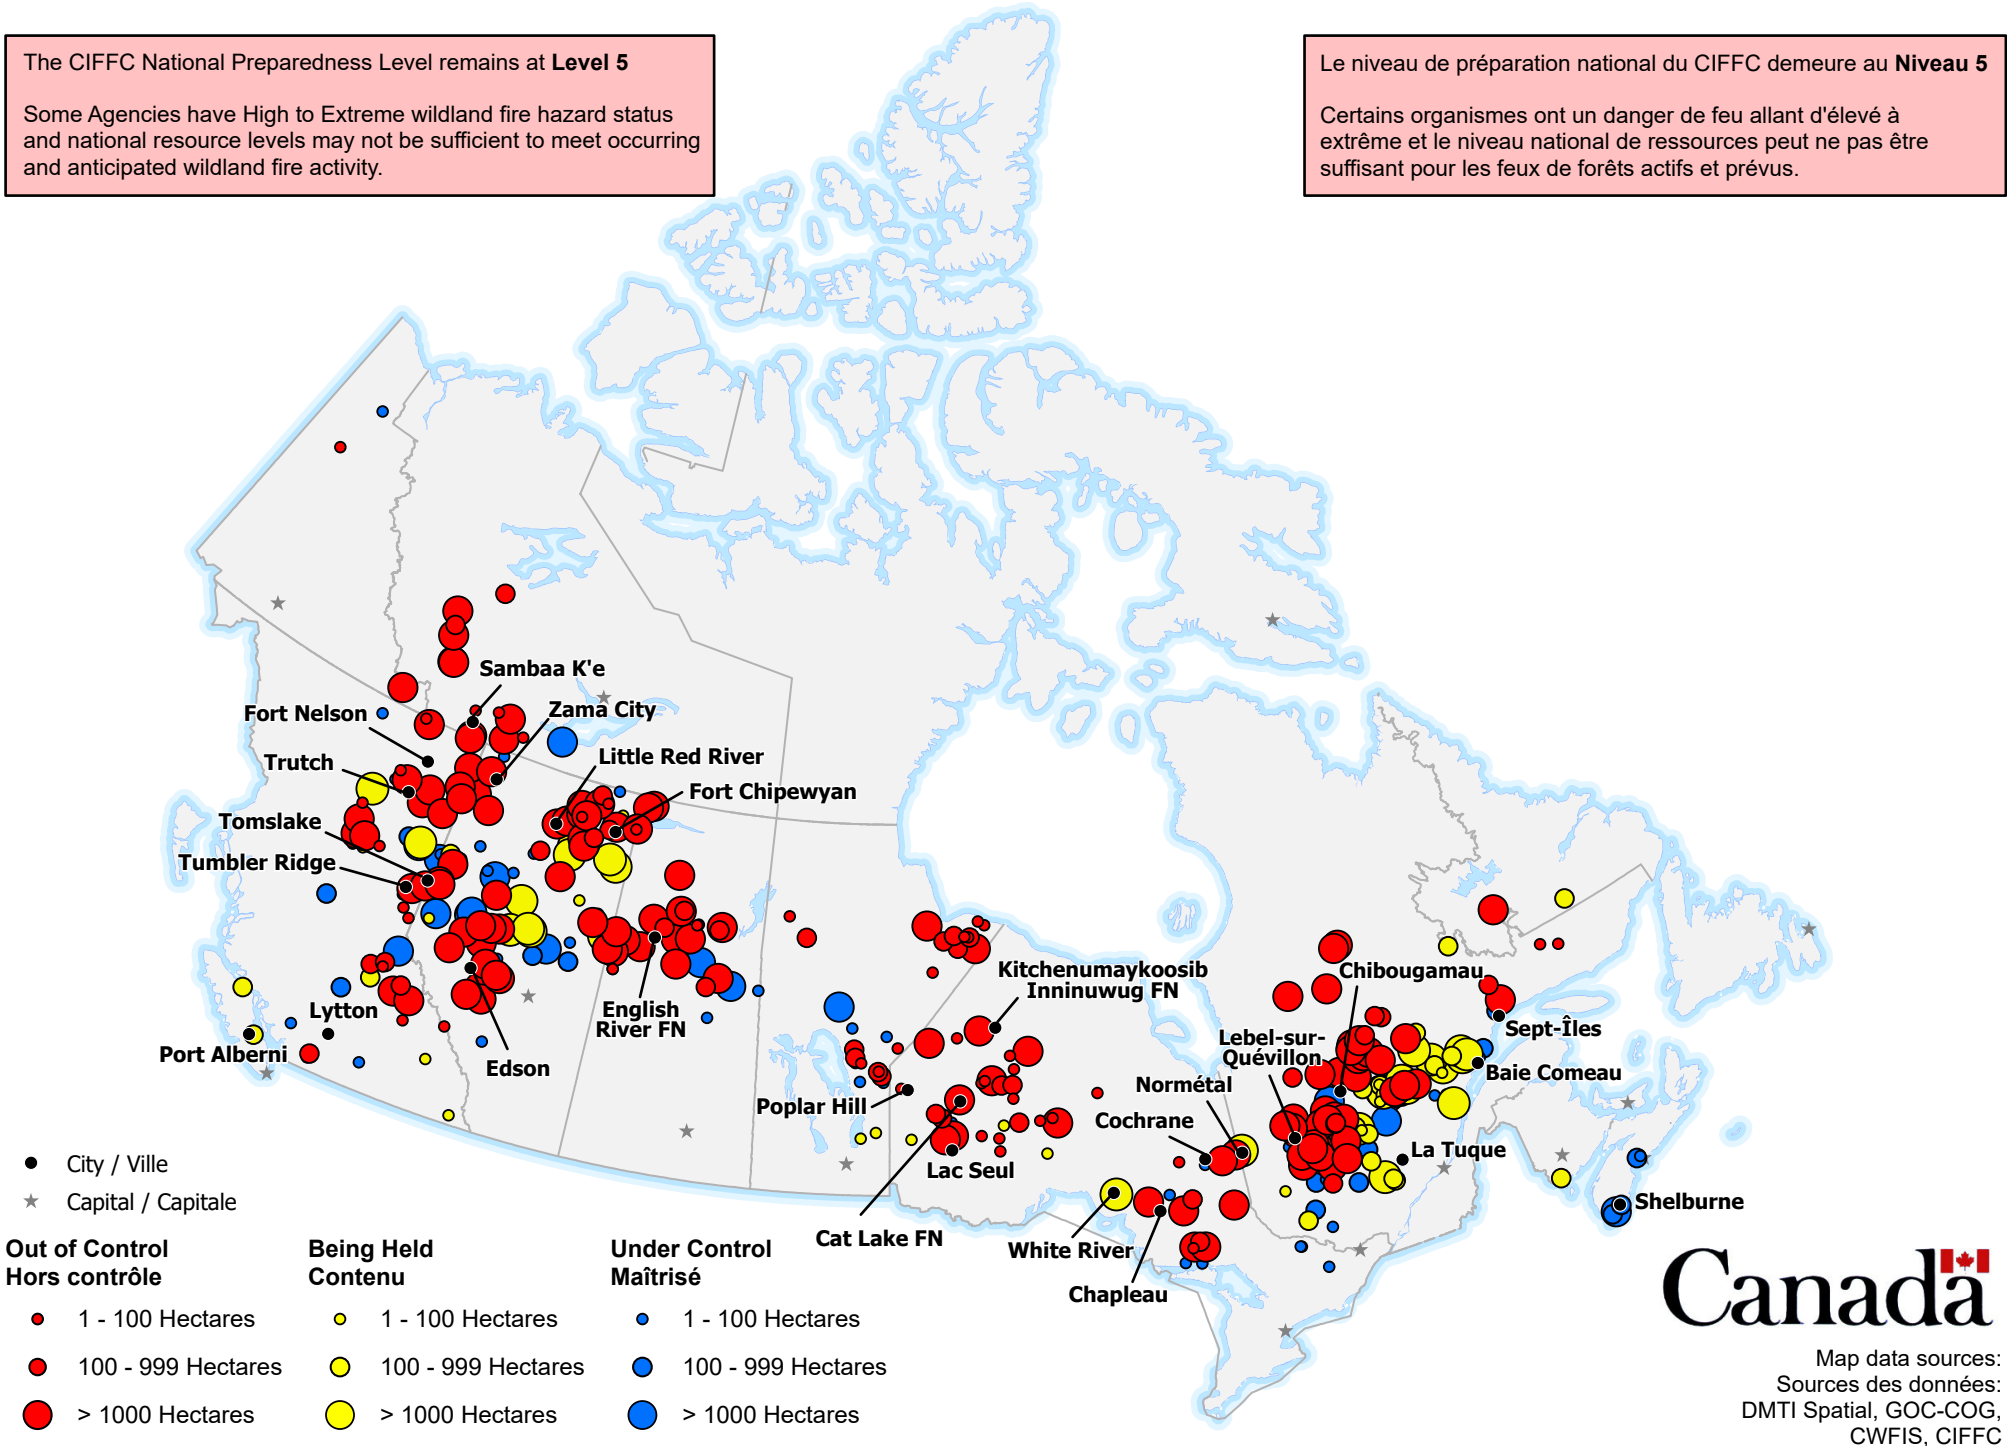 The CIFFC National Preparedness Level remains at Level 5
Some Agencies have High to Extreme wildland fire hazard status
and national resource levels may not be sufficient to meet occurring
and anticipated wildland fire activity.
Le niveau de préparation national du CIFFC demeure au Niveau 5
Certains organismes ont un danger de feu allant d'élevé à
extrême et le niveau national de ressources peut ne pas être
suffisant pour les feux de forêts actifs et prévus.
Sambaa K'e
Fort Nelson
Zama City
Trutch
Little Red River
Fort Chipewyan
Tomslake
Tumbler Ridge
Kitchenumaykoosib
Inninuwug FN
Chibougamau
English
River FN
Lytton
Port Alberni
Edson
Lebel-sur-
Quévillon
Sept-Îles
Baie Comeau
Normétal
Poplar Hill
Cochrane
La Tuque
Lac Seul
Shelburne
Cat Lake FN
White River
Chapleau
City / Ville
Capital / Capitale
Out of Control
Hors contrôle
1 - 100 Hectares
100 - 999 Hectares
> 1000 Hectares
Being Held
Contenu
1 - 100 Hectares
100 - 999 Hectares
> 1000 Hectares
Under Control
Maîtrisé
1 - 100 Hectares
100 - 999 Hectares
> 1000 Hectares
Canada
Map data sources:
Sources des données:
DMTI Spatial, GOC-COG,
CWFIS, CIFFC